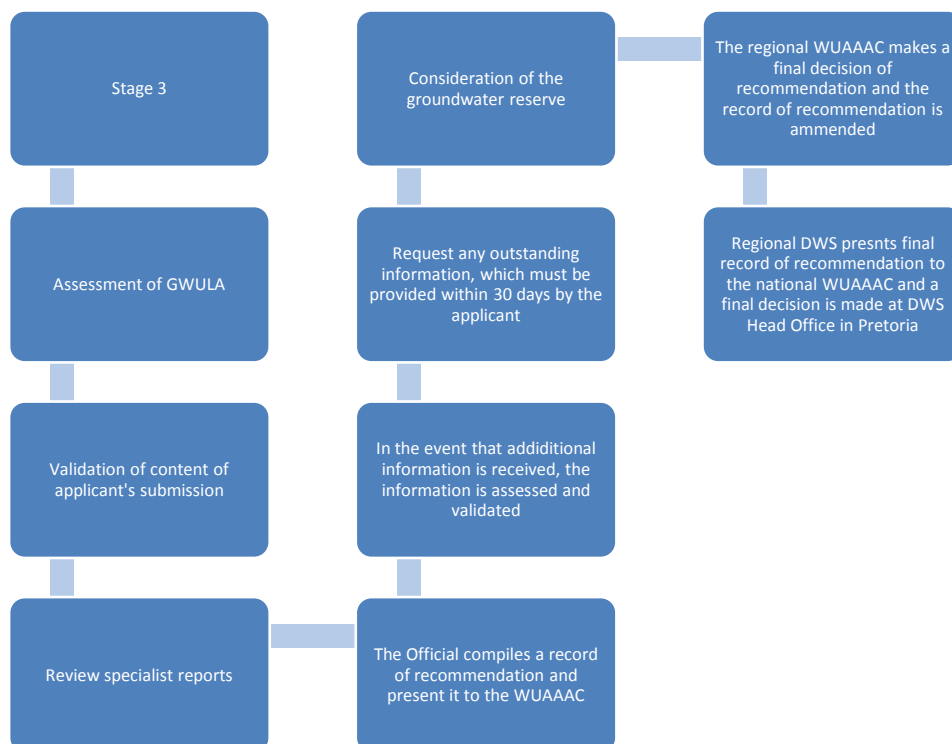 Stage 3
Assessment of GWULA
Validation of content of
applicant's submission
Review specialist reports
The Official compiles a record
of recommendation and
present it to the WUAAAC
In the event that addiditional
information is received, the
information is assessed and
validated
Request any outstanding
information, which must be
provided within 30 days by the
applicant
Consideration of the
groundwater reserve
The regional WUAAAC makes a
final decision of
recommendation and the
record of recommendation is
ammended
Regional DWS presnts final
record of recommendation to
the national WUAAAC and a
final decision is made at DWS
Head Office in Pretoria